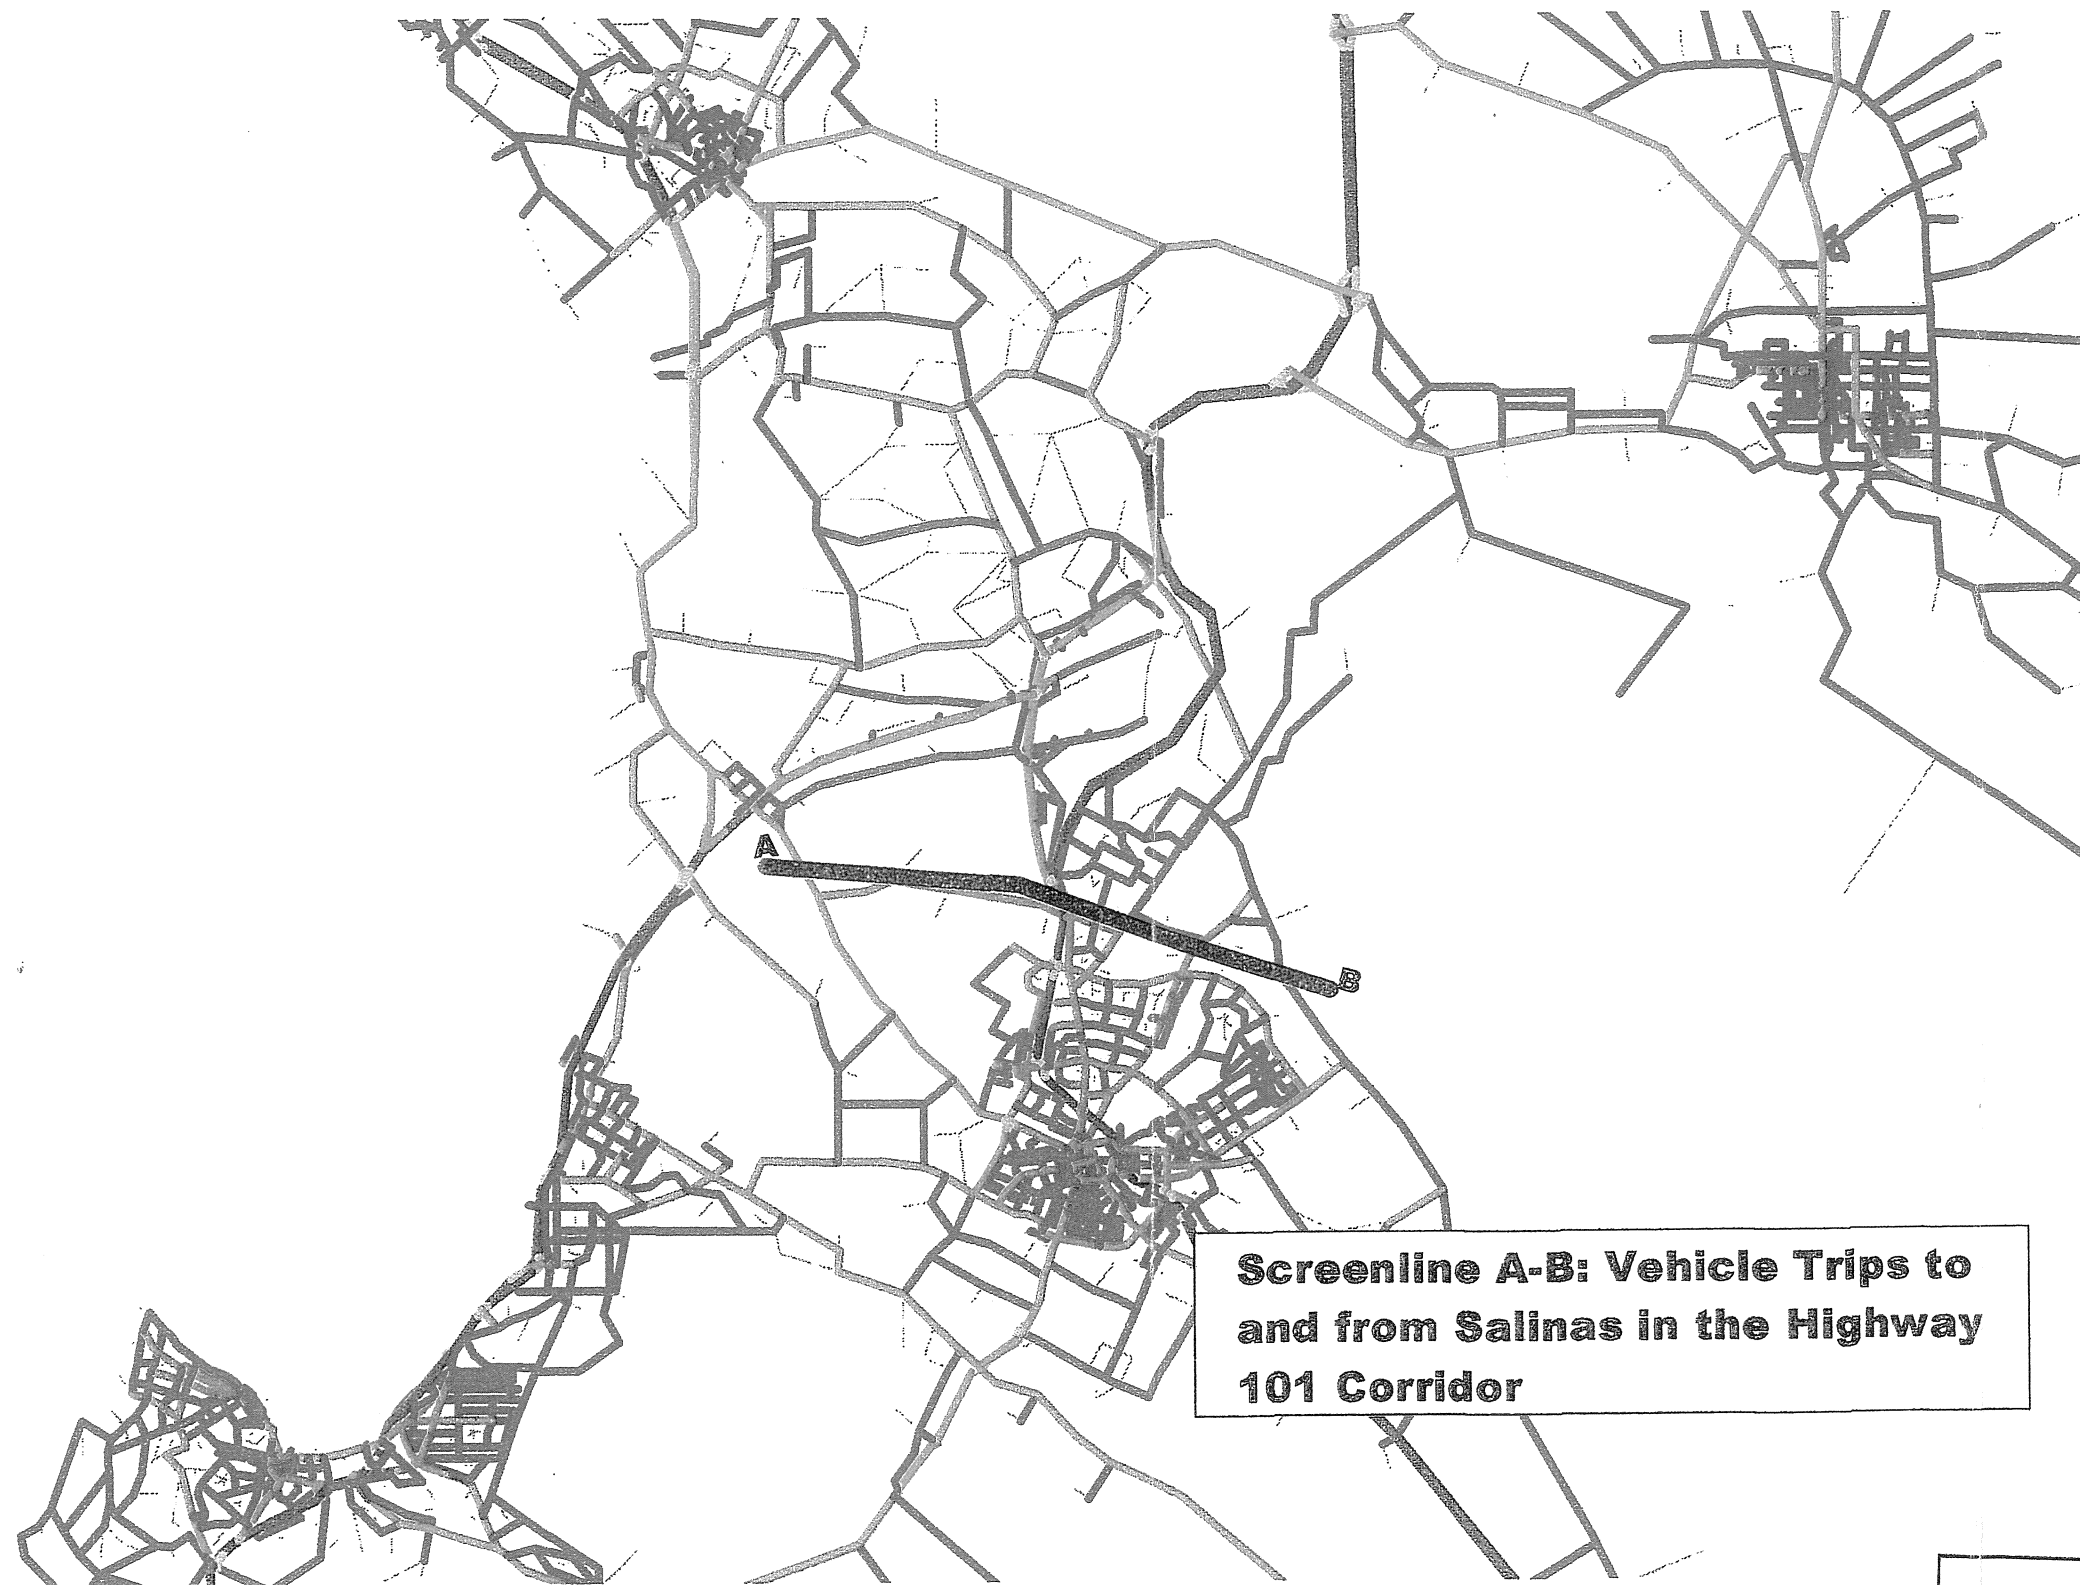 A
B
Screenline A-B: Vehicle Trips to
and from Salinas in the Highway
101 Corridor